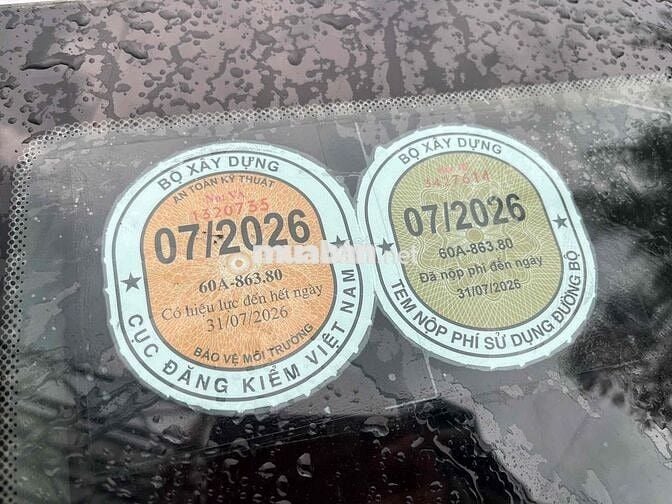 BỘ XÂY DỰNG
AN TOÀN KỸ THUẬT
1320735
07/2026
60A-863.80
Có hiệu lực đến hết ngày
31/07/2026
BẢO VỆ MÔI TRƯỜNG
CỤC ĐĂNG KIỂM VIỆT NAM
BỘ XÂY DỰNG
3427614
07/2026
60A-863.80
Đã nộp phí đến ngày
31/07/2026
TEM NỘP PHÍ SỬ DỤNG ĐƯỜNG BỘ
muaban.net